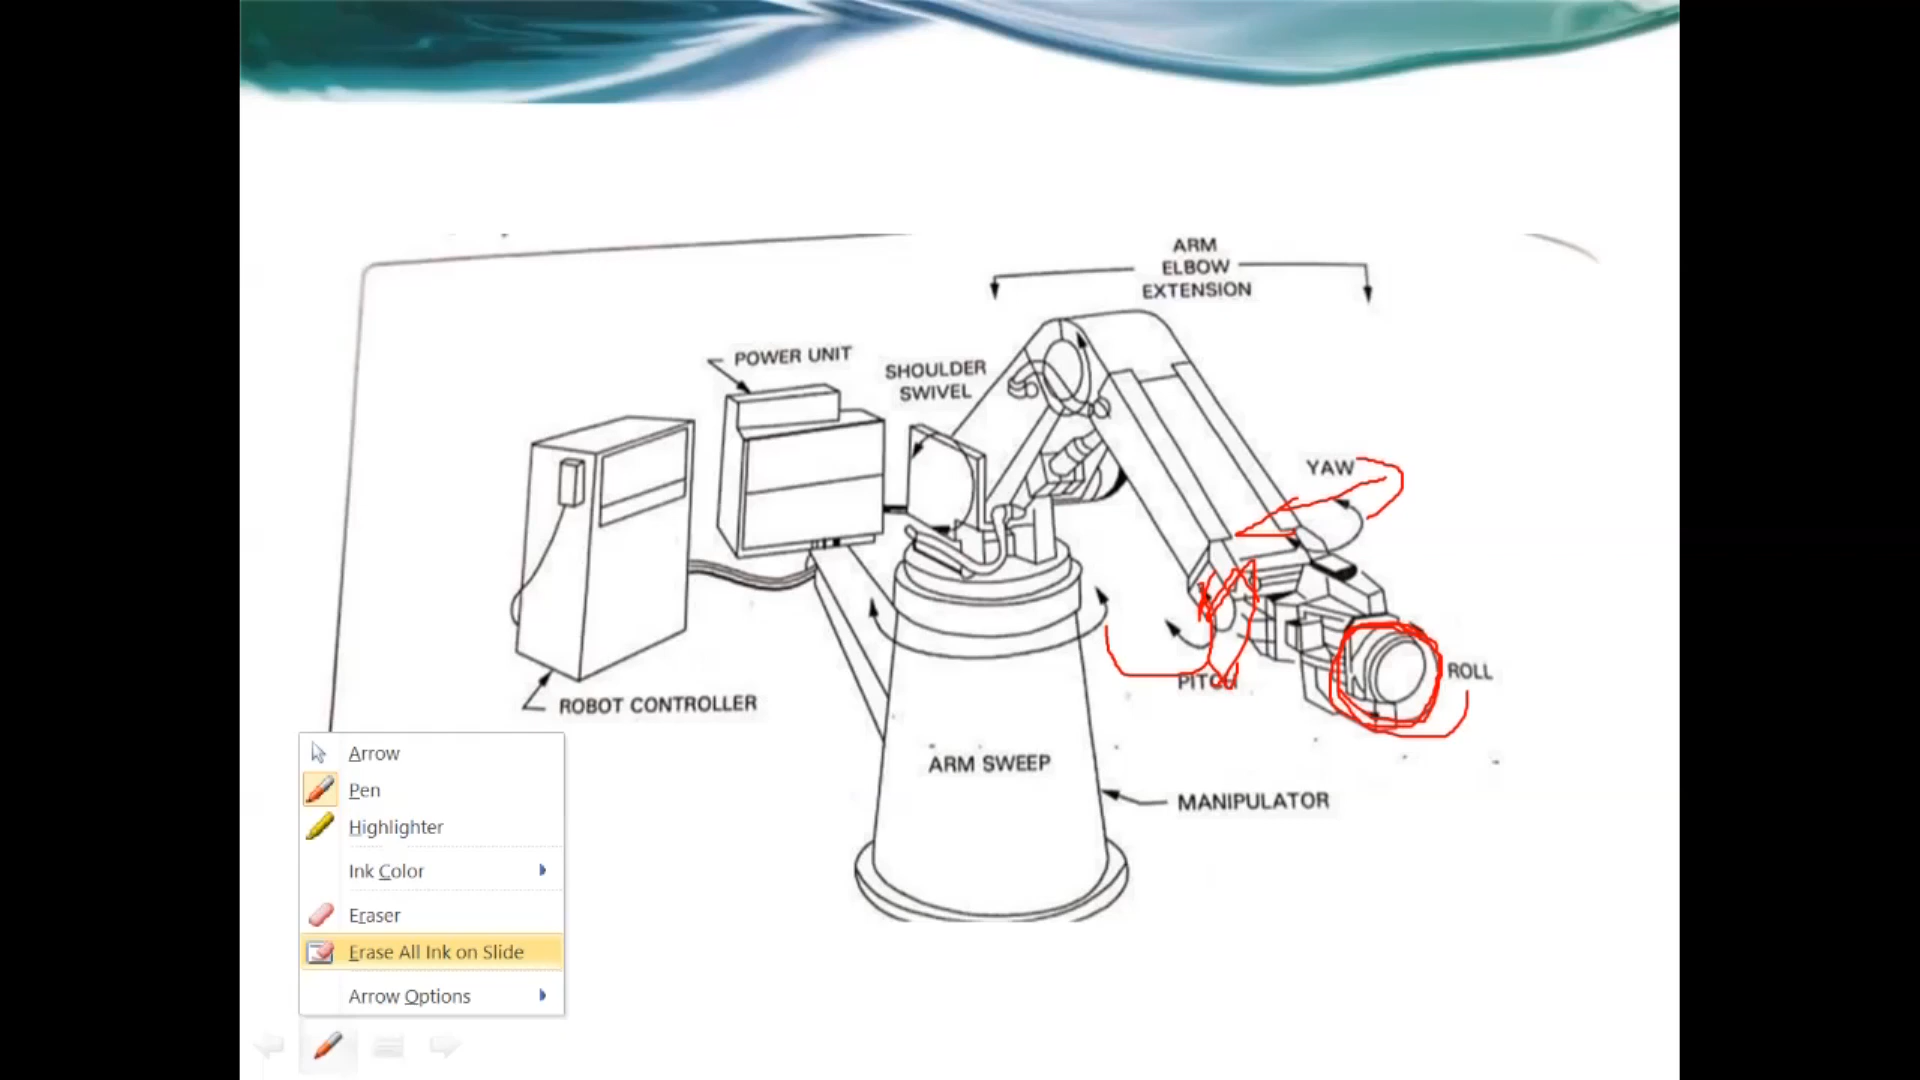 ARM
ELBOW
EXTENSION
POWER UNIT
SHOULDER
SWIVEL
YAW
ROLL
PITCH
ROBOT CONTROLLER
ARM SWEEP
MANIPULATOR
Arrow
Pen
Highlighter
Ink Color
Eraser
Erase All Ink on Slide
Arrow Options